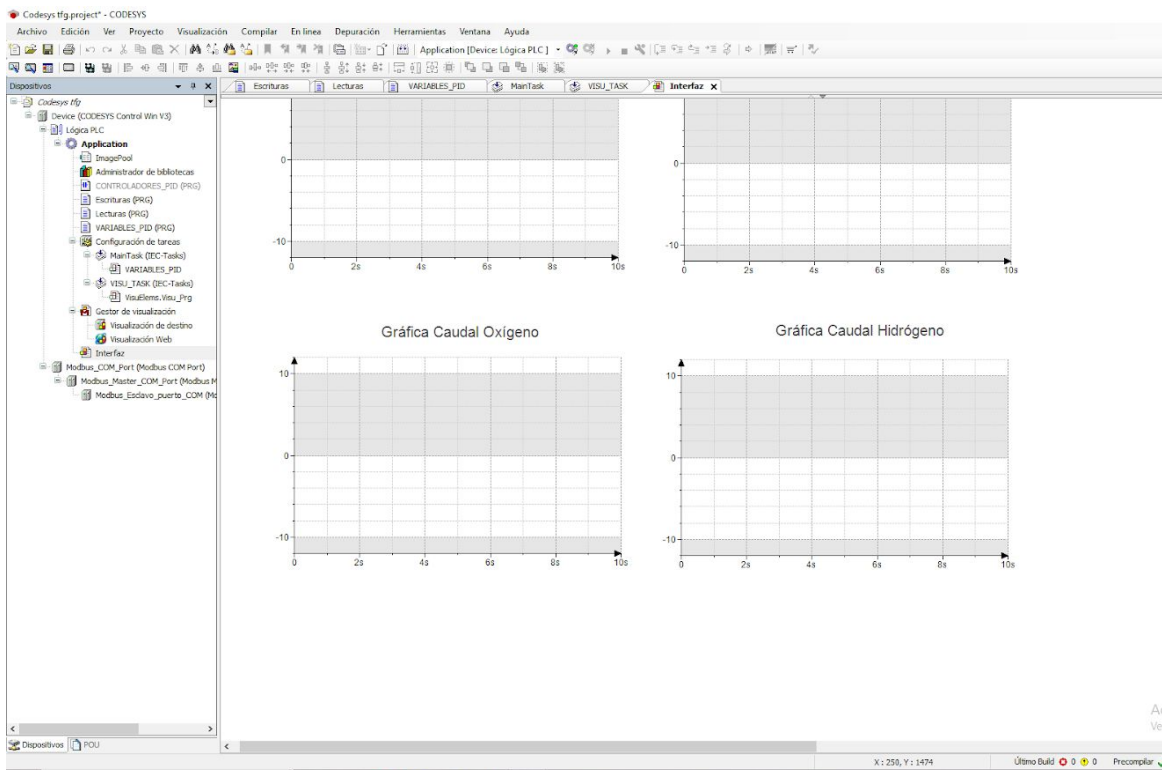 Codesys tfg.project* - CODESYS
Archivo Edición Ver Proyecto Visualización Compilar En línea Depuración Herramientas Ventana Ayuda
Application [Device: Lógica PLC]
Dispositivos
Escrituras Lecturas VARIABLES_PID MainTask VISU_TASK Interfaz
Codesys tfg
Device (CODESYS Control Win V3)
Lógica PLC
Application
ImagePool
Administrador de bibliotecas
CONTROLADORES_PID (PRG)
Escrituras (PRG)
Lecturas (PRG)
VARIABLES_PID (PRG)
Configuración de tareas
MainTask (IEC-Tasks)
VARIABLES_PID
VISU_TASK (IEC-Tasks)
VisuElems.Visu_Prg
Gestor de visualización
Visualización de destino
Visualización Web
Interfaz
Modbus_COM_Port (Modbus COM Port)
Modbus_Master_COM_Port (Modbus M
Modbus_Esclavo_puerto_COM (Mo
Dispositivos POU
0
-10
0 2s 4s 6s 8s 10s
0
-10
0 2s 4s 6s 8s 10s
Gráfica Caudal Oxígeno
10
0
-10
0 2s 4s 6s 8s 10s
Gráfica Caudal Hidrógeno
10
0
-10
0 2s 4s 6s 8s 10s
X : 250, Y : 1474 Último Build 0 0 Precompilar